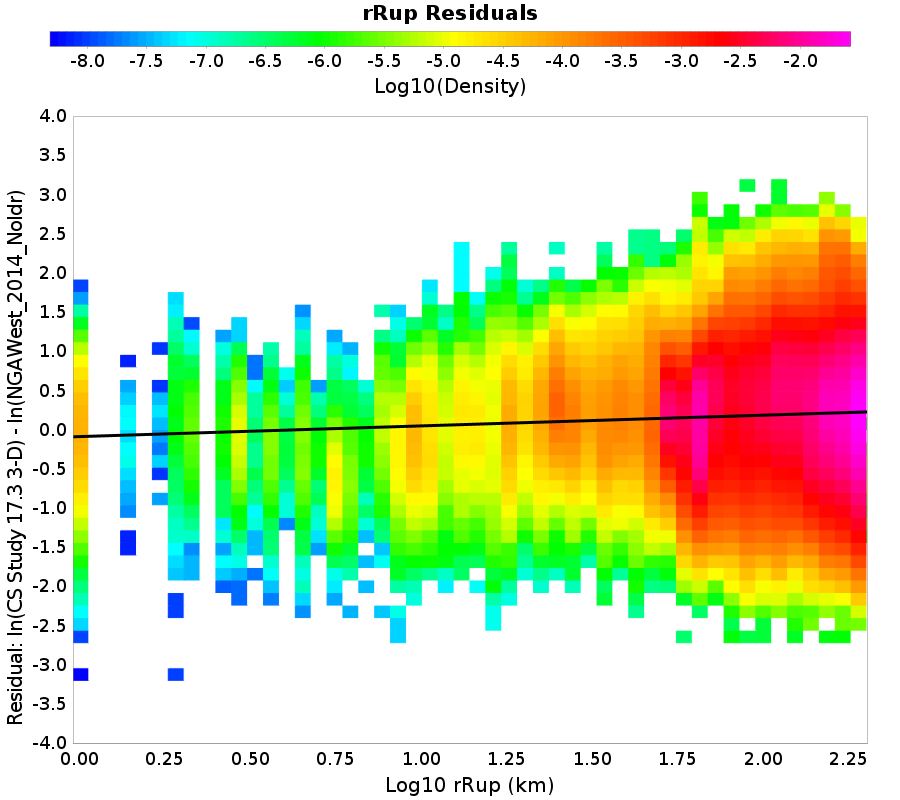 rRup Residuals
-8.0 -7.5 -7.0 -6.5 -6.0 -5.5 -5.0 -4.5 -4.0 -3.5 -3.0 -2.5 -2.0
Log10(Density)
Residual: ln(CS Study 17.3 3-D) - ln(NGAWest_2014_NoIdr)
4.0
3.5
3.0
2.5
2.0
1.5
1.0
0.5
0.0
-0.5
-1.0
-1.5
-2.0
-2.5
-3.0
-3.5
-4.0
0.00 0.25 0.50 0.75 1.00 1.25 1.50 1.75 2.00 2.25
Log10 rRup (km)